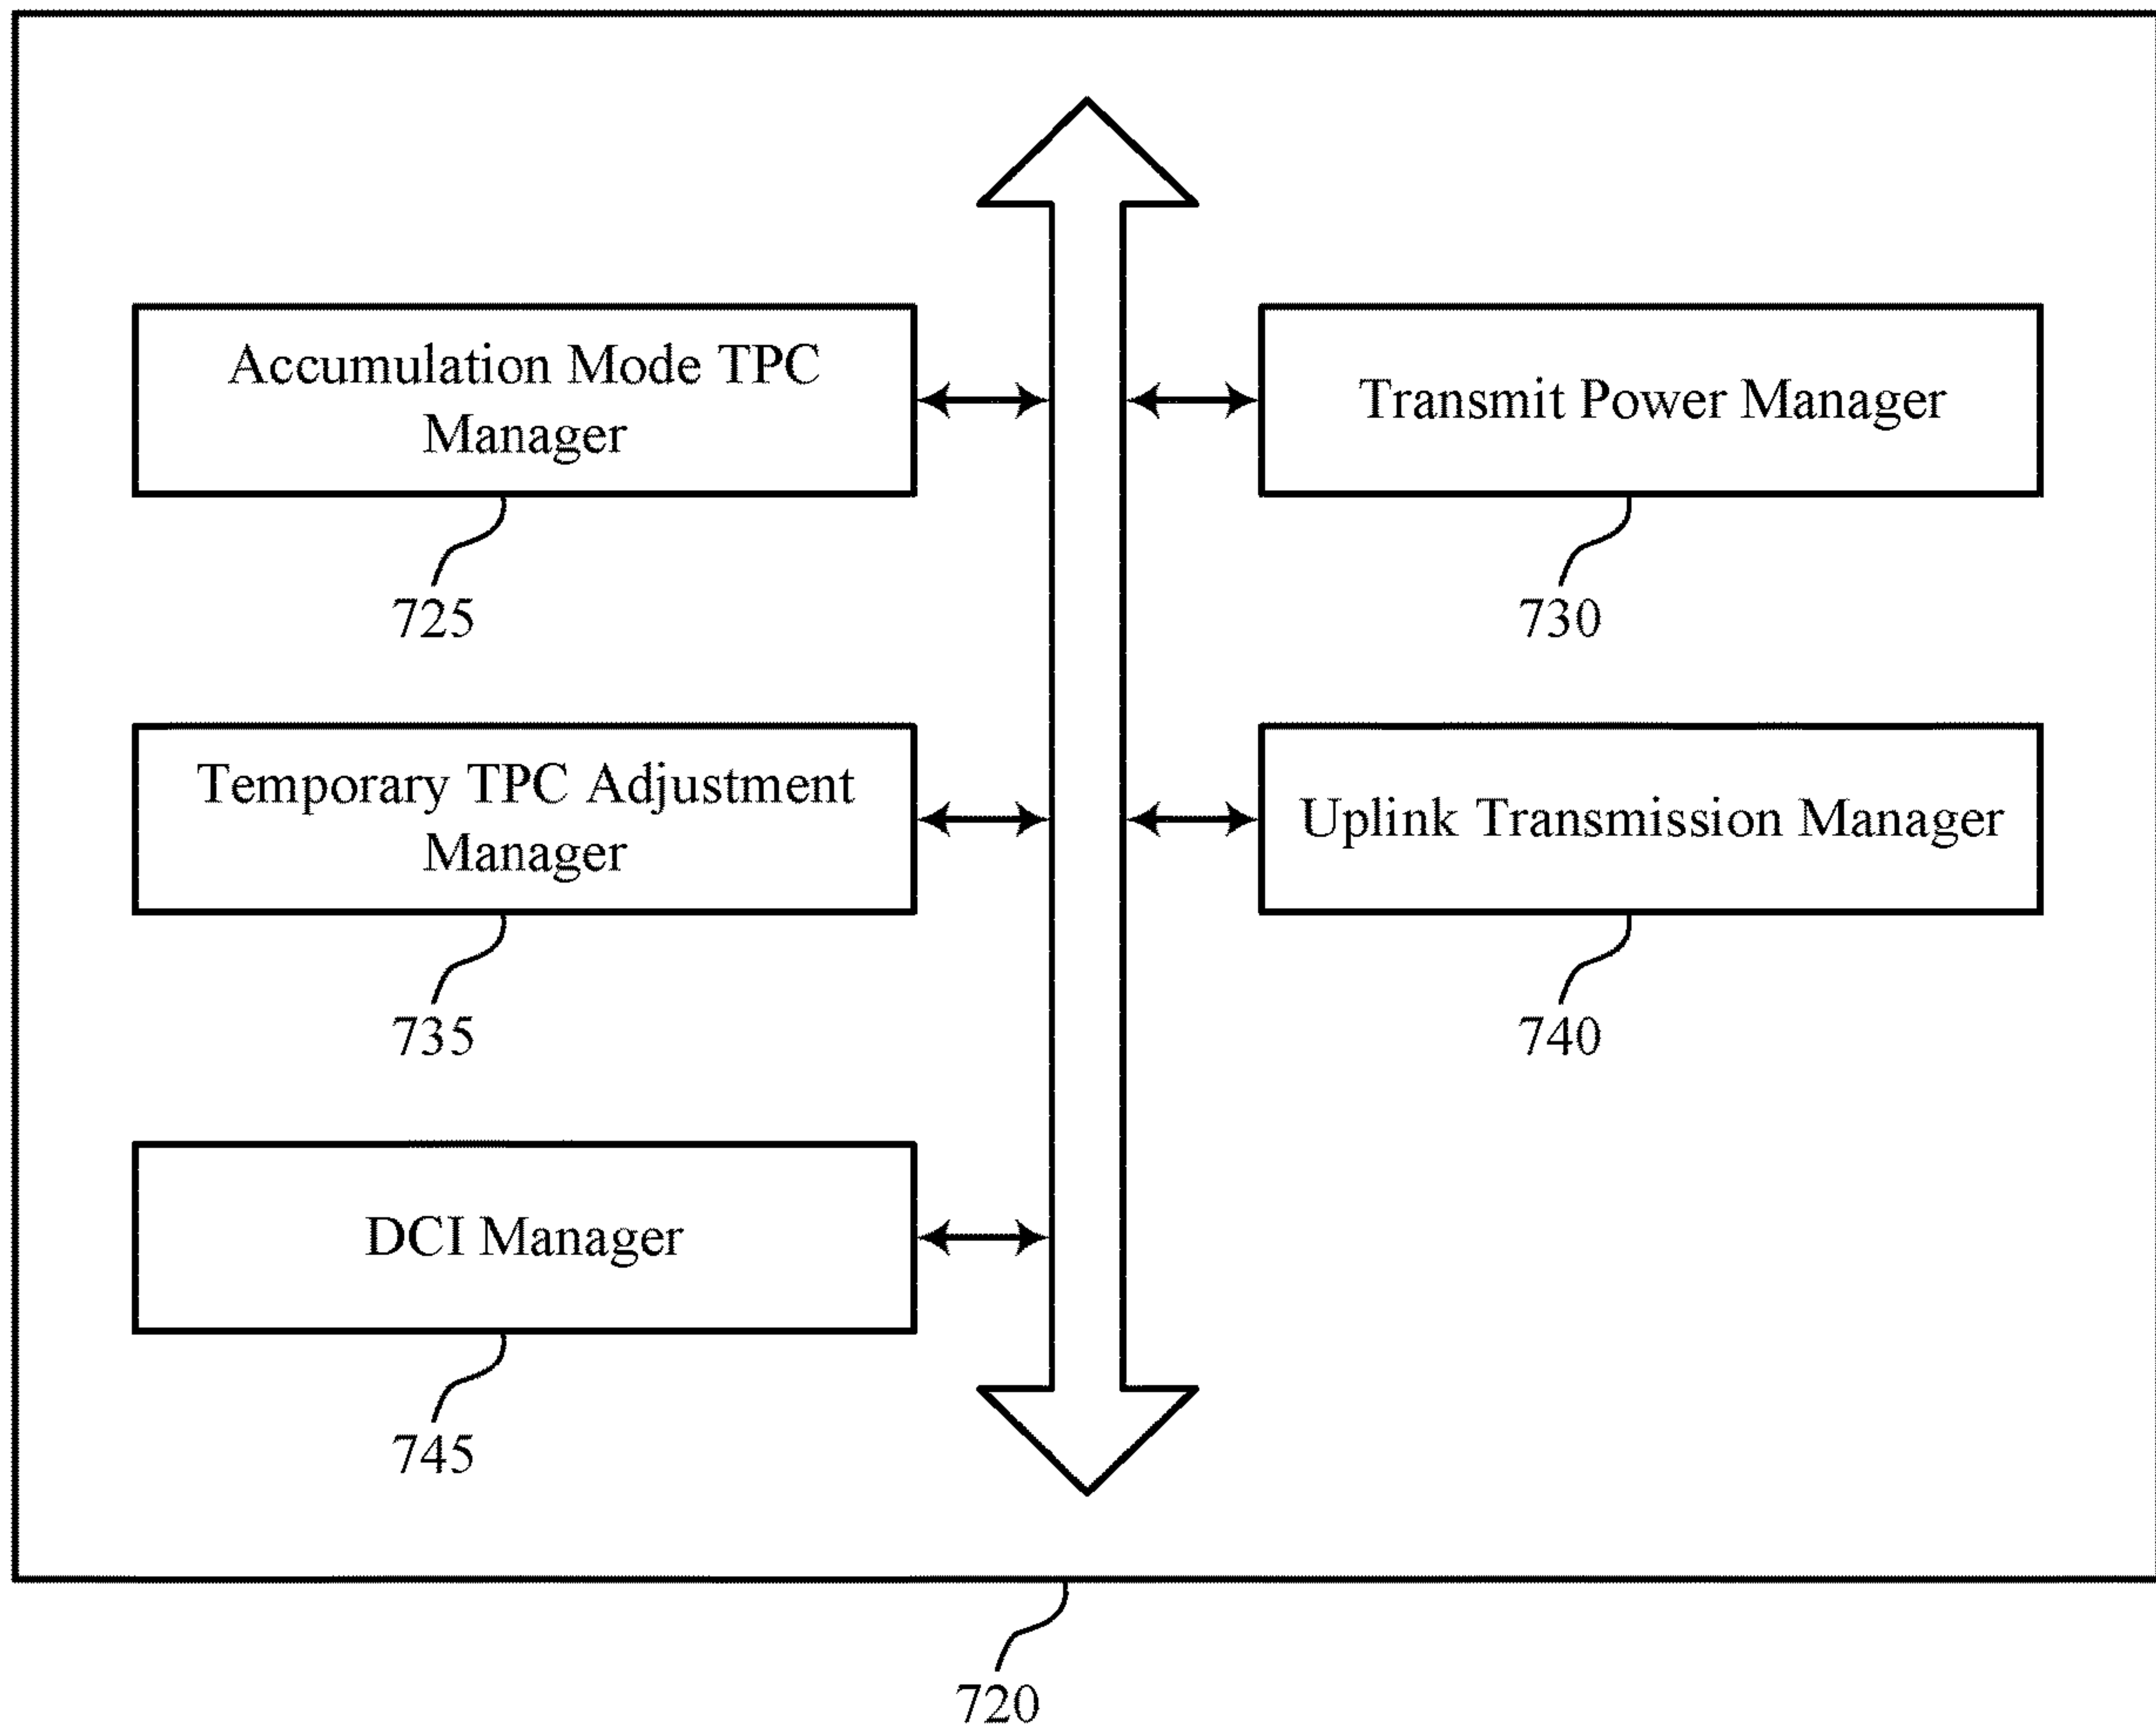 Accumulation Mode TPC
Manager
725
Transmit Power Manager
730
Temporary TPC Adjustment
Manager
735
Uplink Transmission Manager
740
DCI Manager
745
720